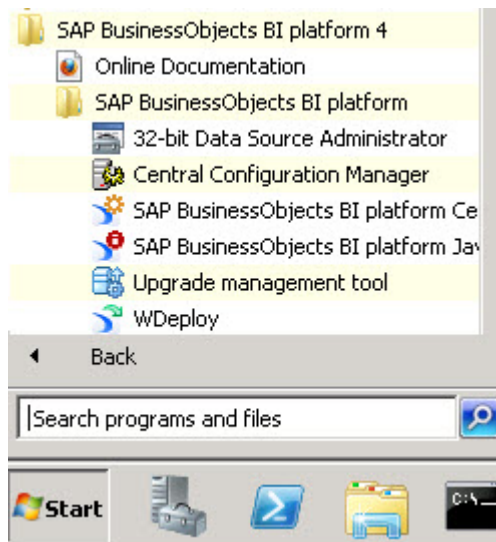 SAP BusinessObjects BI platform 4
Online Documentation
SAP BusinessObjects BI platform
32-bit Data Source Administrator
Central Configuration Manager
SAP BusinessObjects BI platform Ce
SAP BusinessObjects BI platform Jav
Upgrade management tool
WDeploy
Back
Search programs and files
Start
C:\